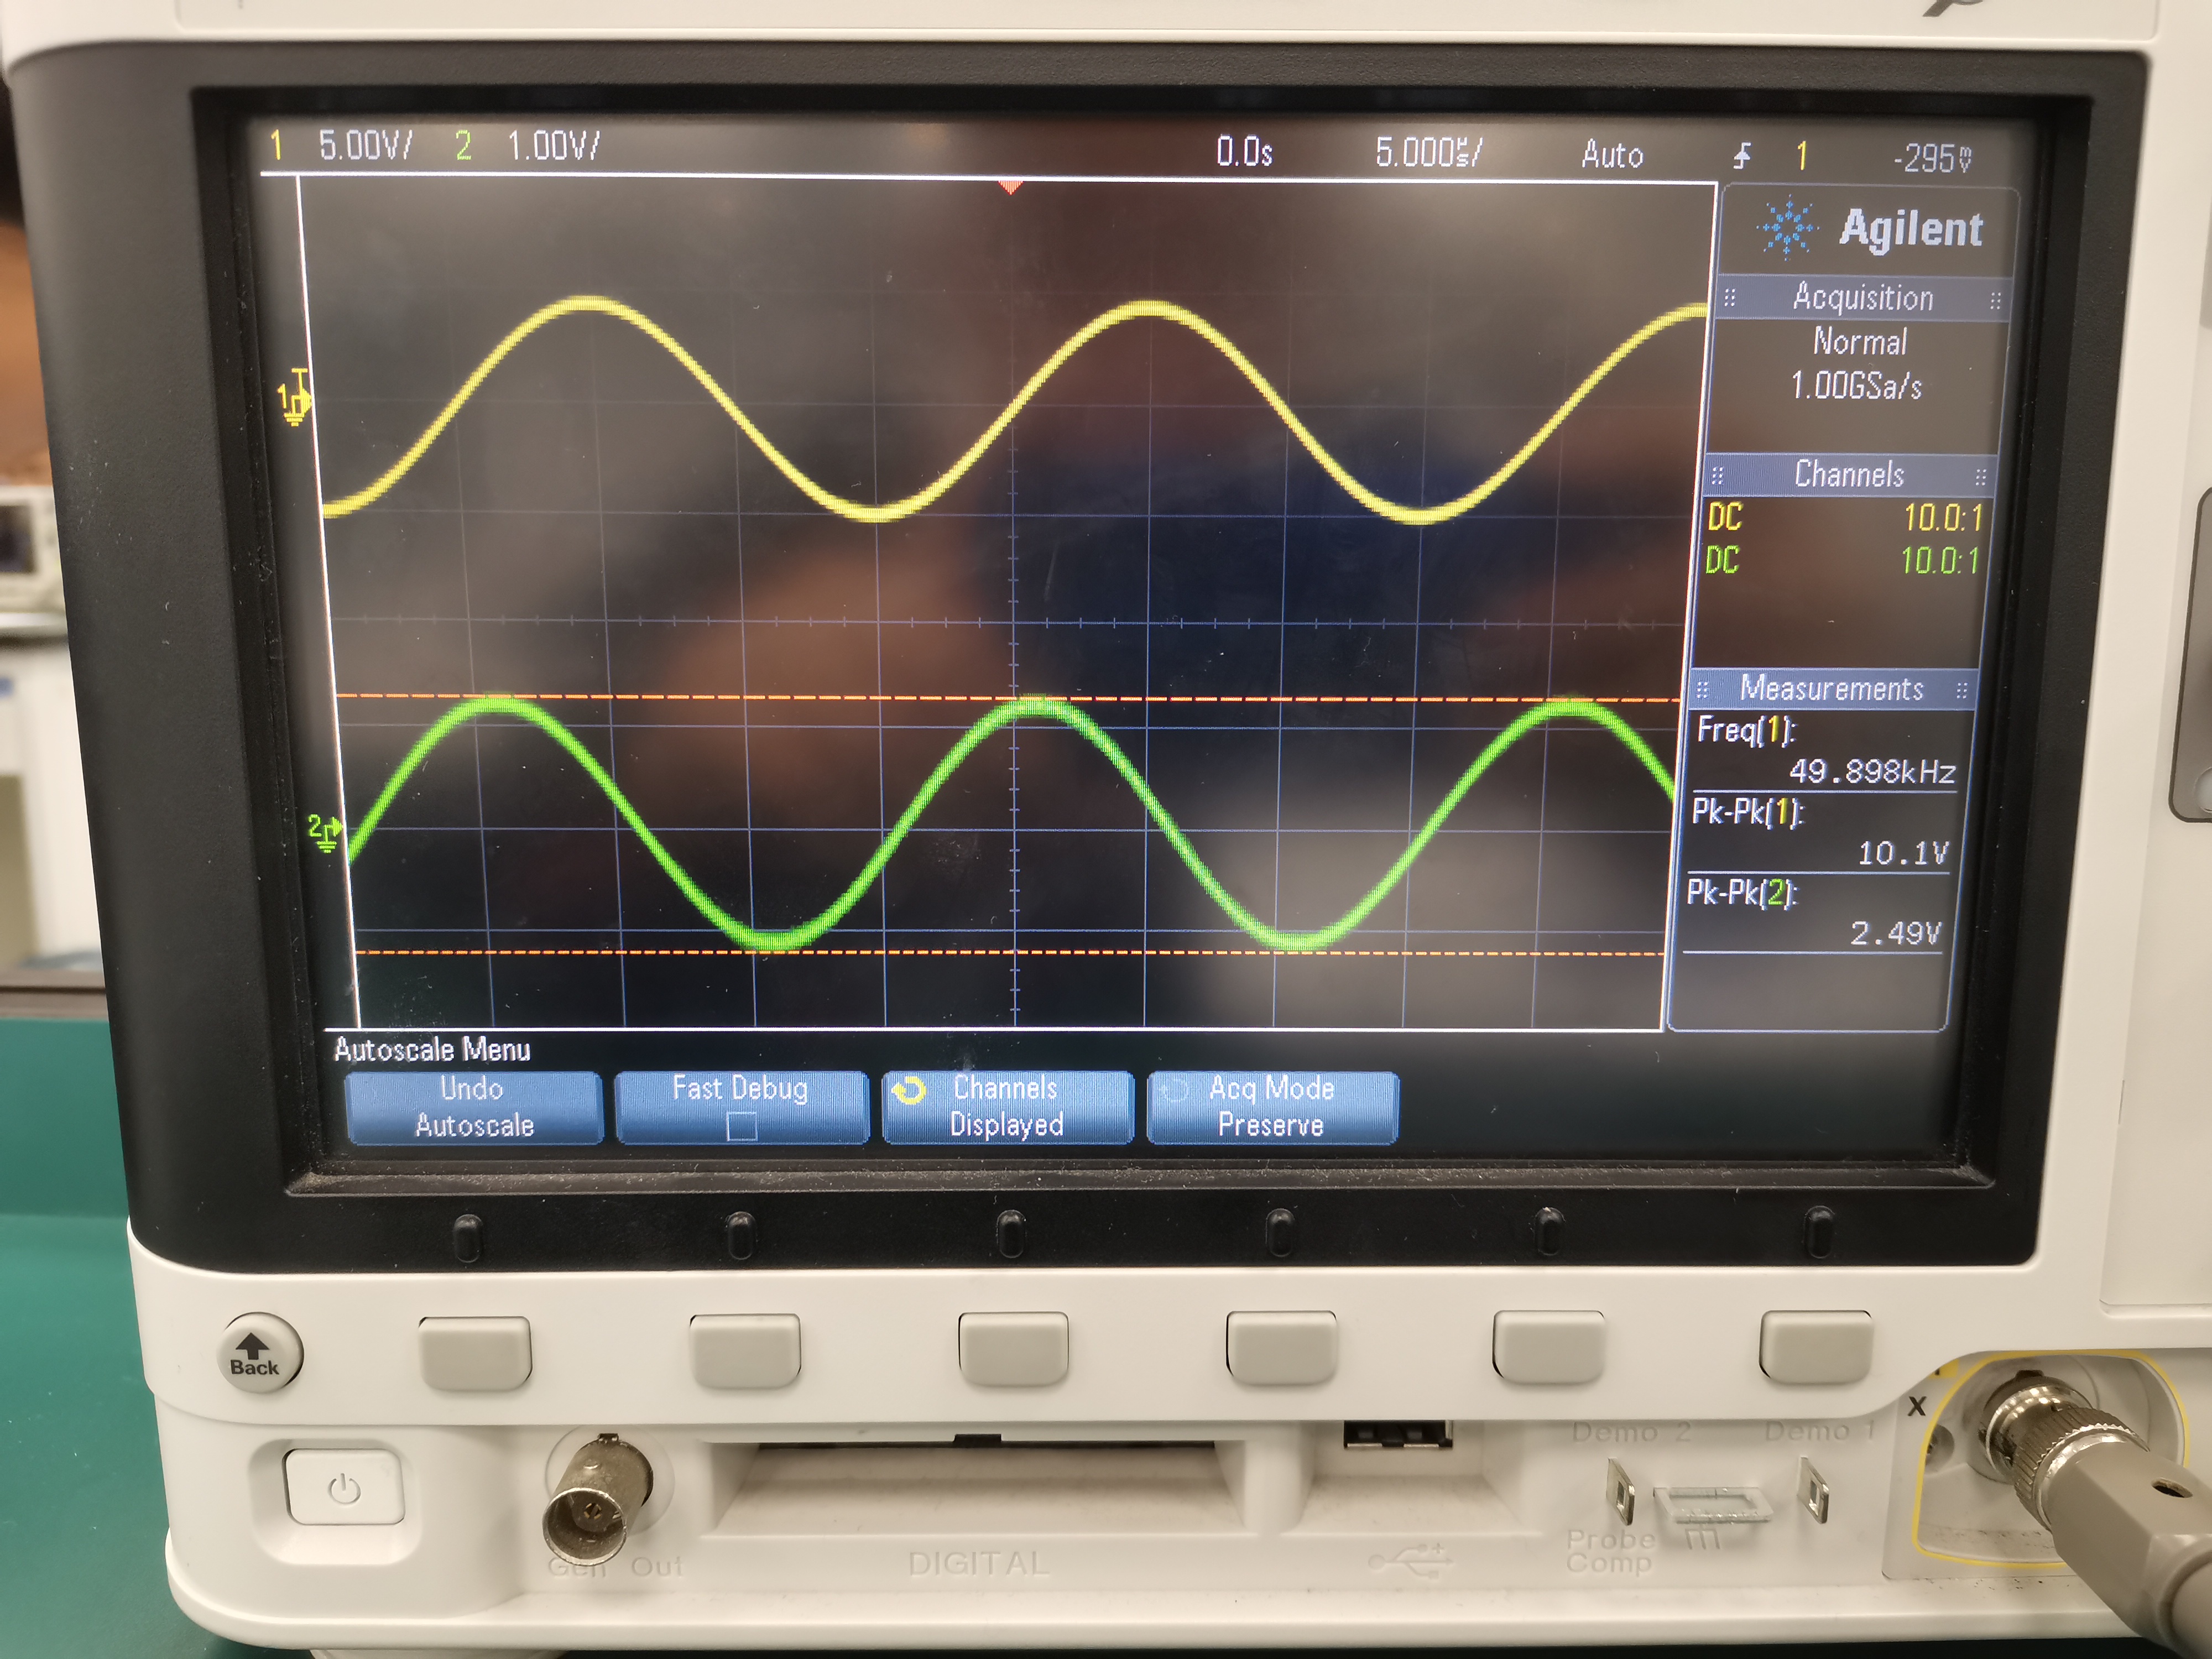 1 5.00V/ 2 1.00V/ 0.0s 5.000µs/ Auto 1 -295mV
Agilent
Acquisition
Normal
1.00GSa/s
Channels
DC 10.0:1
DC 10.0:1
Measurements
Freq(1):
49.898kHz
Pk-Pk(1):
10.1V
Pk-Pk(2):
2.49V
1
T
2
Autoscale Menu
Undo
Autoscale
Fast Debug
Channels
Displayed
Acq Mode
Preserve
Back
X
Demo 2
Demo 1
Probe
Comp
Gen Out
DIGITAL